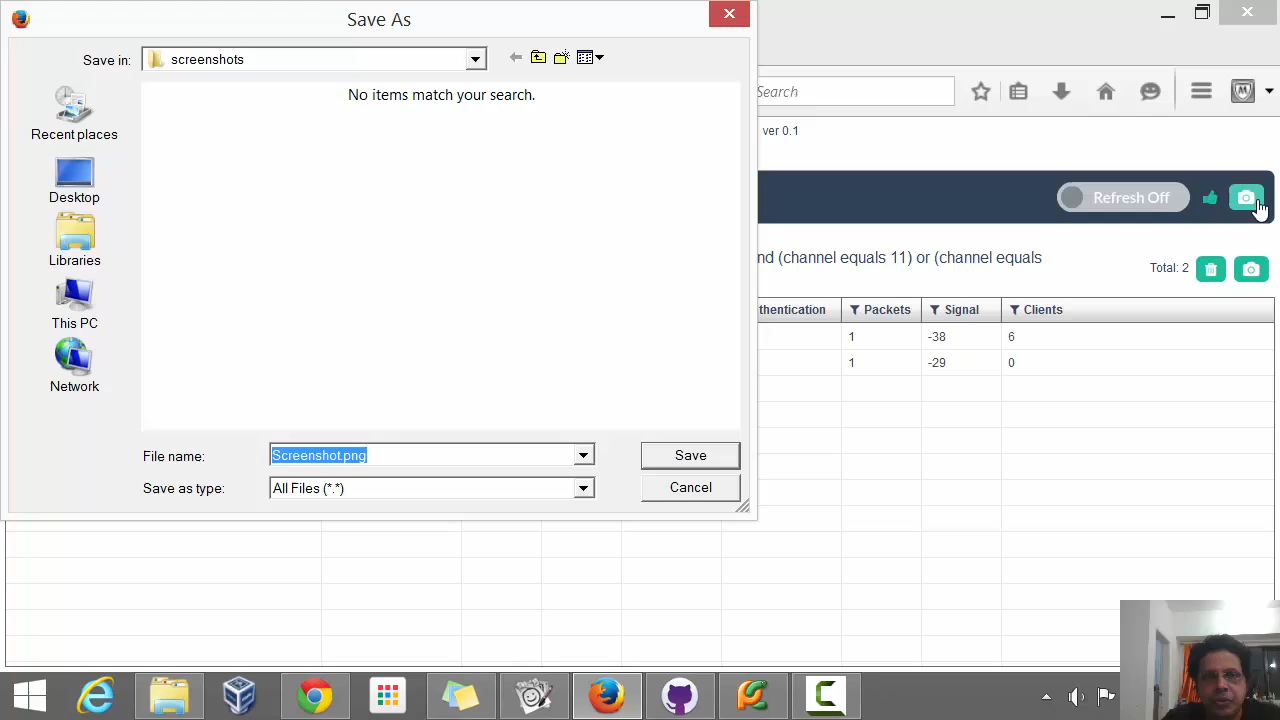 Save As
Save in:
screenshots
No items match your search.
Recent places
Desktop
Libraries
This PC
Network
File name:
Screenshot.png
Save
Save as type:
All Files (*.*)
Cancel
Search
ver 0.1
Refresh Off
nd (channel equals 11) or (channel equals
Total: 2
thentication
Packets
Signal
Clients
1
-38
6
1
-29
0